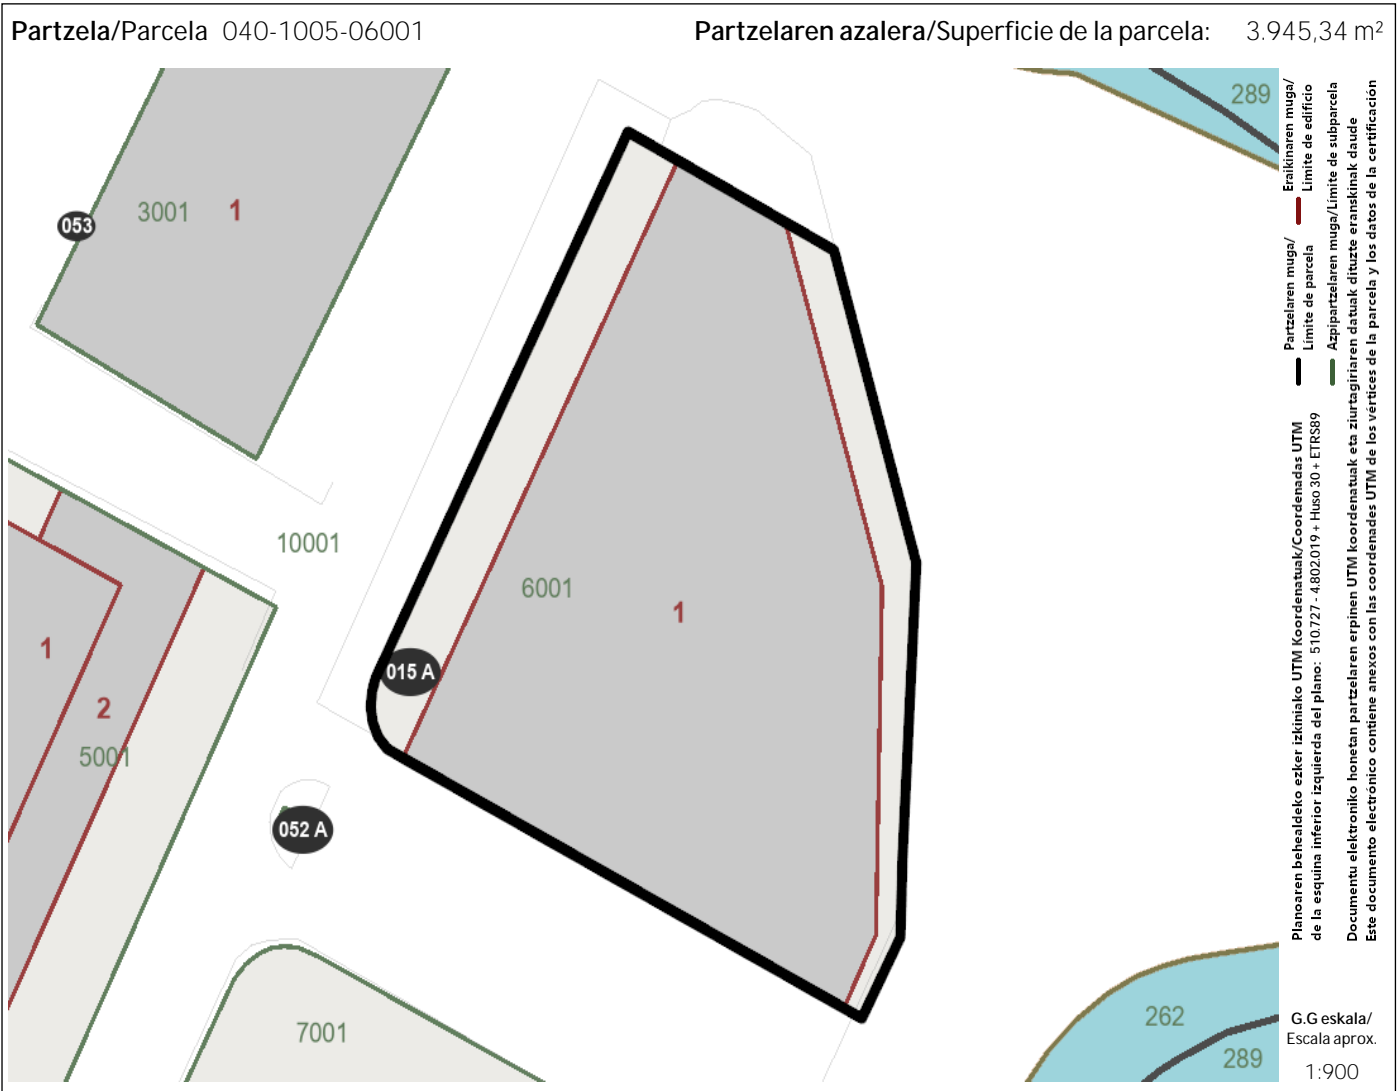 Partzela/Parcela 040-1005-06001
Partzelaren azalera/Superficie de la parcela: 3.945,34 m²
289
053
3001
1
10001
6001
1
1
015 A
2
5001
052 A
7001
262
289
Partzelaren muga/
Límite de parcela
Eraikinaren muga/
Límite de edificio
Azpipartzelaren muga/Límite de subparcela
Planoaren behealdeko ezker izkiniako UTM Koordenatuak/Coordenadas UTM
de la esquina inferior izquierda del plano: 510.727 - 4.802.019 + Huso 30 + ETRS89
Documentu elektroniko honetan partzelaren erpinen UTM koordenatuak eta ziurtagiriaren datuak dituzte eranskinak daude
Este documento electrónico contiene anexos con las coordenades UTM de los vértices de la parcela y los datos de la certificación
G.G eskala/
Escala aprox.
1:900